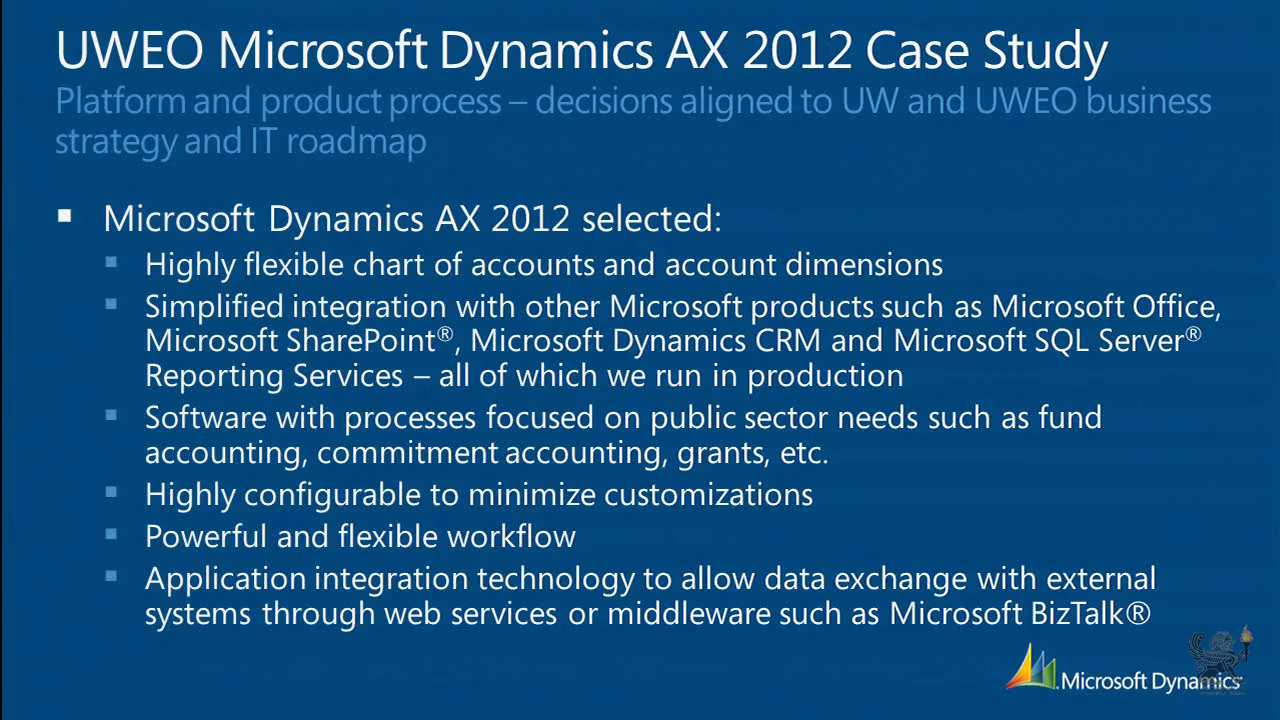 UWEO Microsoft Dynamics AX 2012 Case Study
Platform and product process – decisions aligned to UW and UWEO business
strategy and IT roadmap
▪ Microsoft Dynamics AX 2012 selected:
▪ Highly flexible chart of accounts and account dimensions
▪ Simplified integration with other Microsoft products such as Microsoft Office,
Microsoft SharePoint®, Microsoft Dynamics CRM and Microsoft SQL Server®
Reporting Services – all of which we run in production
▪ Software with processes focused on public sector needs such as fund
accounting, commitment accounting, grants, etc.
▪ Highly configurable to minimize customizations
▪ Powerful and flexible workflow
▪ Application integration technology to allow data exchange with external
systems through web services or middleware such as Microsoft BizTalk®
Microsoft Dynamics